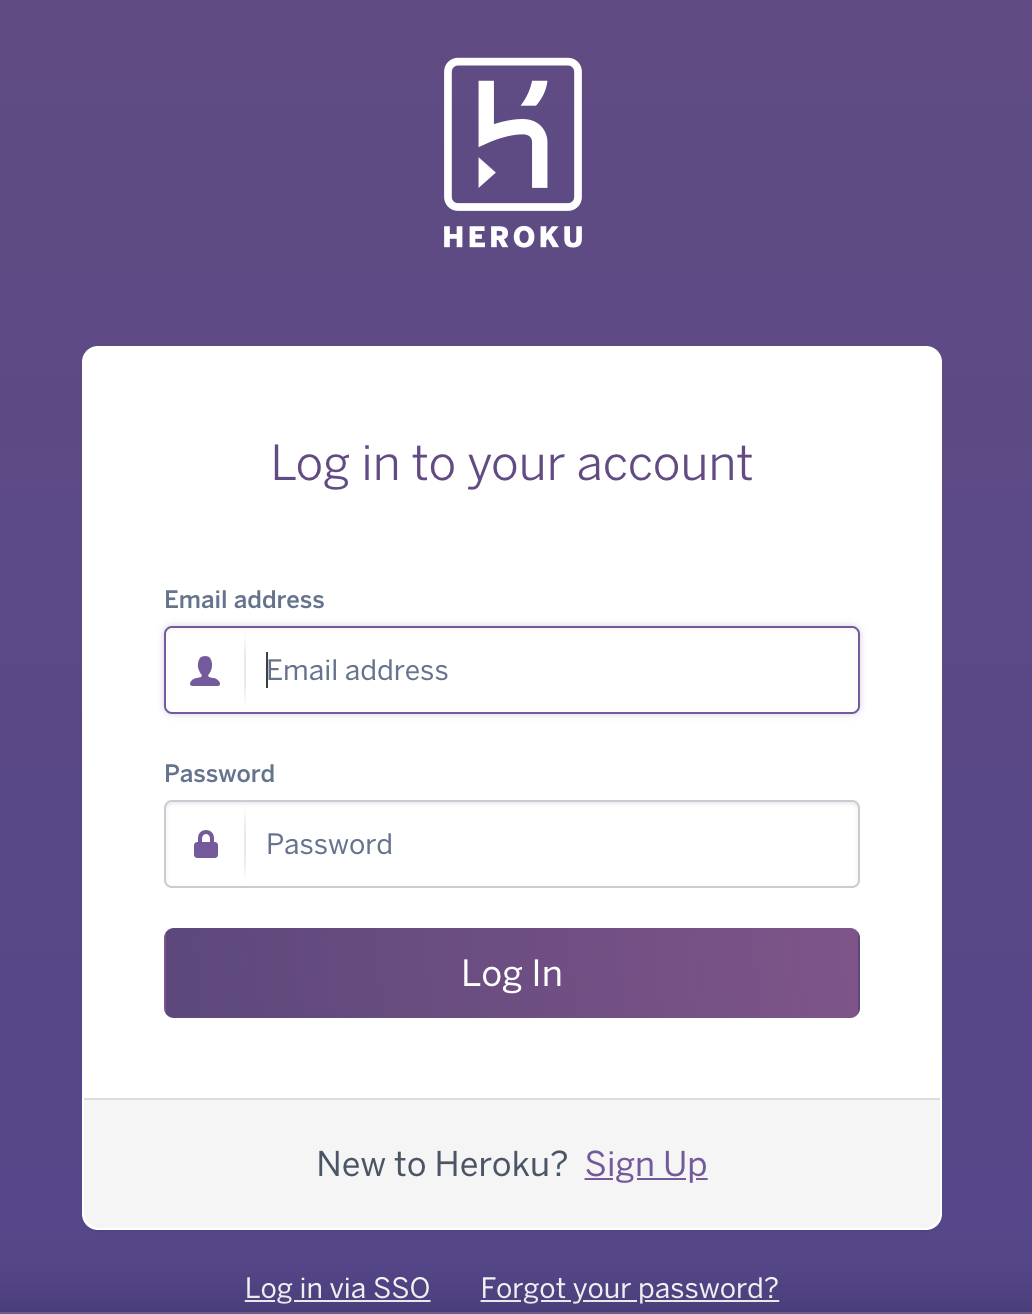 HEROKU
Log in to your account
Email address
Email address
Password
Password
Log In
New to Heroku? Sign Up
Log in via SSO Forgot your password?